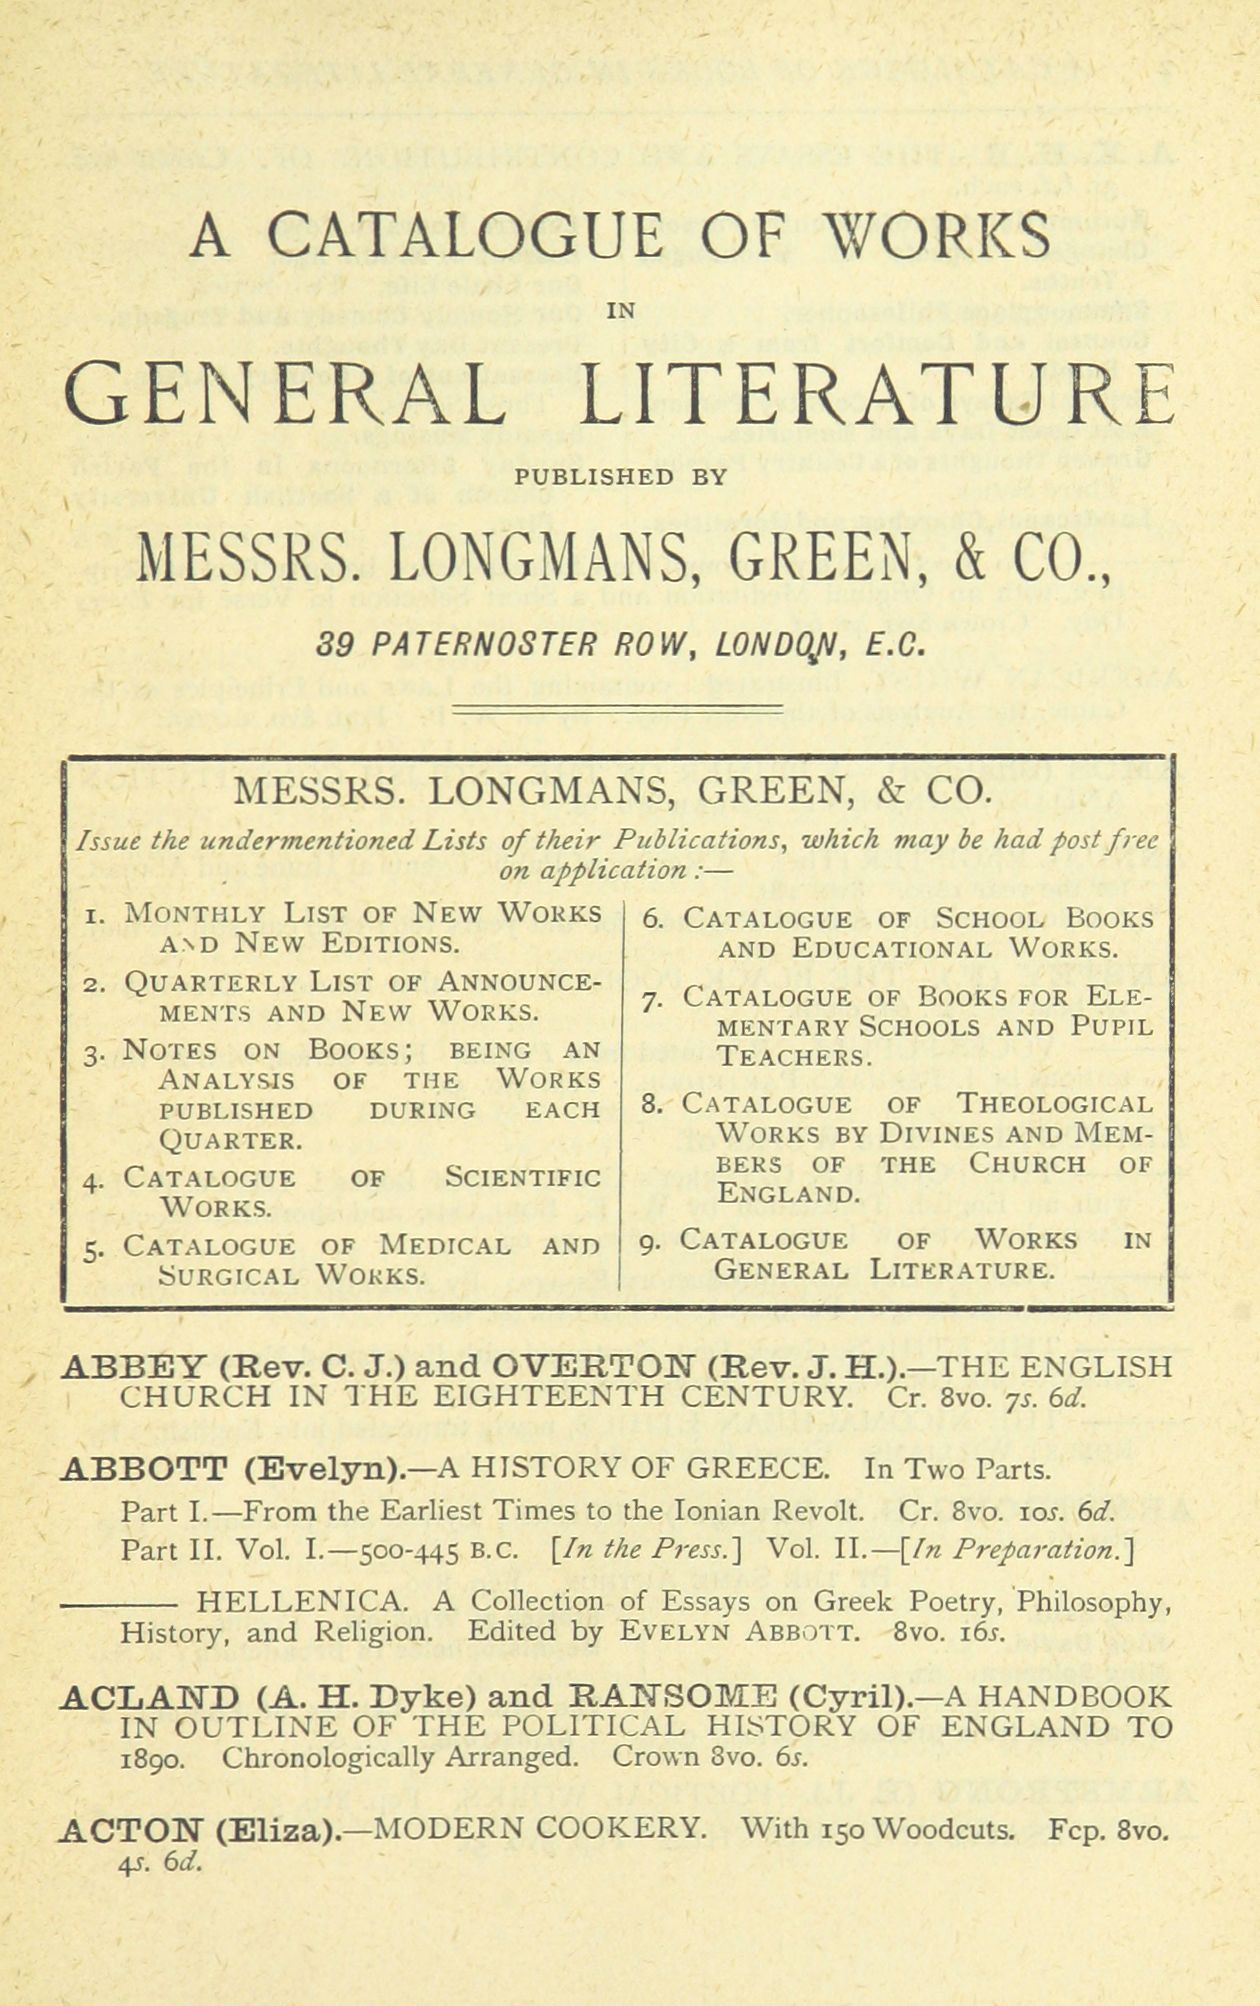 A CATALOGUE OF WORKS
IN
GENERAL LITERATURE
PUBLISHED BY
MESSRS. LONGMANS, GREEN, & CO.,
39 PATERNOSTER ROW, LONDON, E.C.
MESSRS. LONGMANS, GREEN, & CO.
Issue the undermentioned Lists of their Publications, which may be had post free
on application :—
1. MONTHLY LIST OF NEW WORKS
AND NEW EDITIONS.
2. QUARTERLY LIST OF ANNOUNCE-
MENTS AND NEW WORKS.
3. NOTES ON BOOKS; BEING AN
ANALYSIS OF THE WORKS
PUBLISHED DURING EACH
QUARTER.
4. CATALOGUE OF SCIENTIFIC
WORKS.
5. CATALOGUE OF MEDICAL AND
SURGICAL WORKS.
6. CATALOGUE OF SCHOOL BOOKS
AND EDUCATIONAL WORKS.
7. CATALOGUE OF BOOKS FOR ELE-
MENTARY SCHOOLS AND PUPIL
TEACHERS.
8. CATALOGUE OF THEOLOGICAL
WORKS BY DIVINES AND MEM-
BERS OF THE CHURCH OF
ENGLAND.
9. CATALOGUE OF WORKS IN
GENERAL LITERATURE.
ABBEY (Rev. C. J.) and OVERTON (Rev. J. H.).—THE ENGLISH
CHURCH IN THE EIGHTEENTH CENTURY. Cr. 8vo. 7s. 6d.
ABBOTT (Evelyn).—A HISTORY OF GREECE. In Two Parts.
Part I.—From the Earliest Times to the Ionian Revolt. Cr. 8vo. 10s. 6d.
Part II. Vol. I.—500-445 B.C. [In the Press.] Vol. II.—[In Preparation.]
——— HELLENICA. A Collection of Essays on Greek Poetry, Philosophy,
History, and Religion. Edited by EVELYN ABBOTT. 8vo. 16s.
ACLAND (A. H. Dyke) and RANSOME (Cyril).—A HANDBOOK
IN OUTLINE OF THE POLITICAL HISTORY OF ENGLAND TO
1890. Chronologically Arranged. Crown 8vo. 6s.
ACTON (Eliza).—MODERN COOKERY. With 150 Woodcuts. Fcp. 8vo.
4s. 6d.